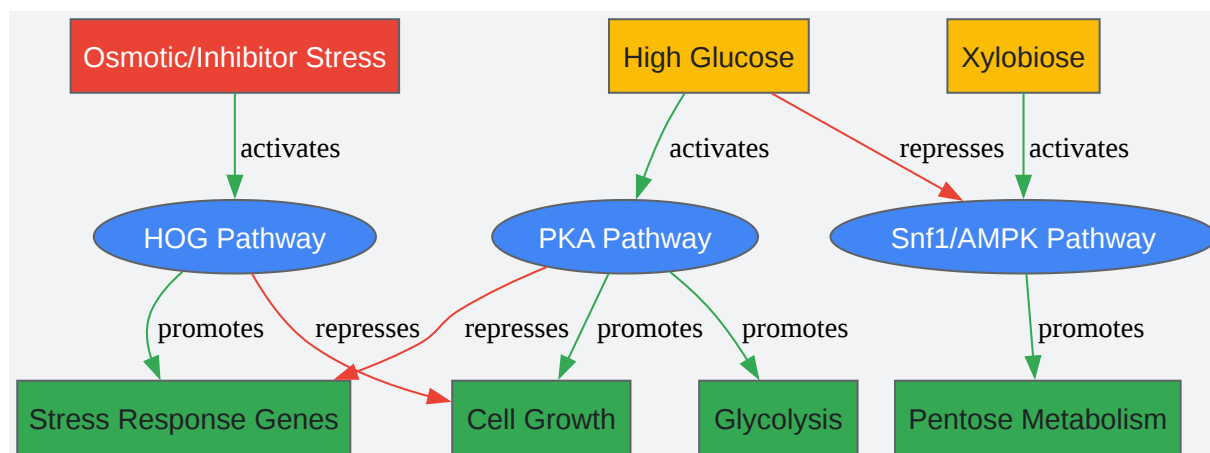 Osmotic/Inhibitor Stress
High Glucose
Xylobiose
activates
activates
represses
activates
HOG Pathway
PKA Pathway
Snf1/AMPK Pathway
promotes
represses
represses
promotes
promotes
promotes
Stress Response Genes
Cell Growth
Glycolysis
Pentose Metabolism